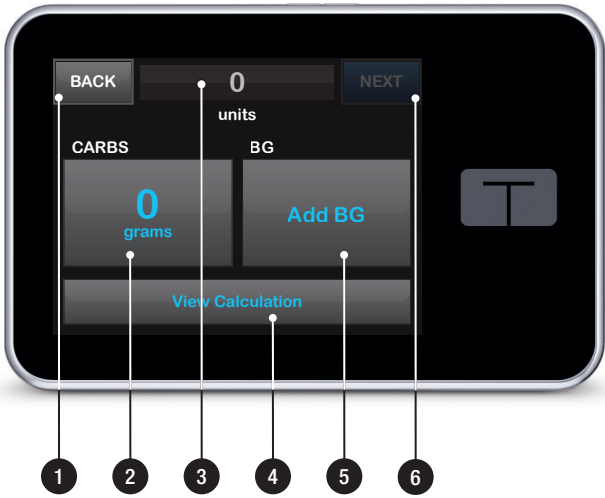 BACK
0
NEXT
units
CARBS
BG
0
grams
Add BG
View Calculation
T
1
2
3
4
5
6